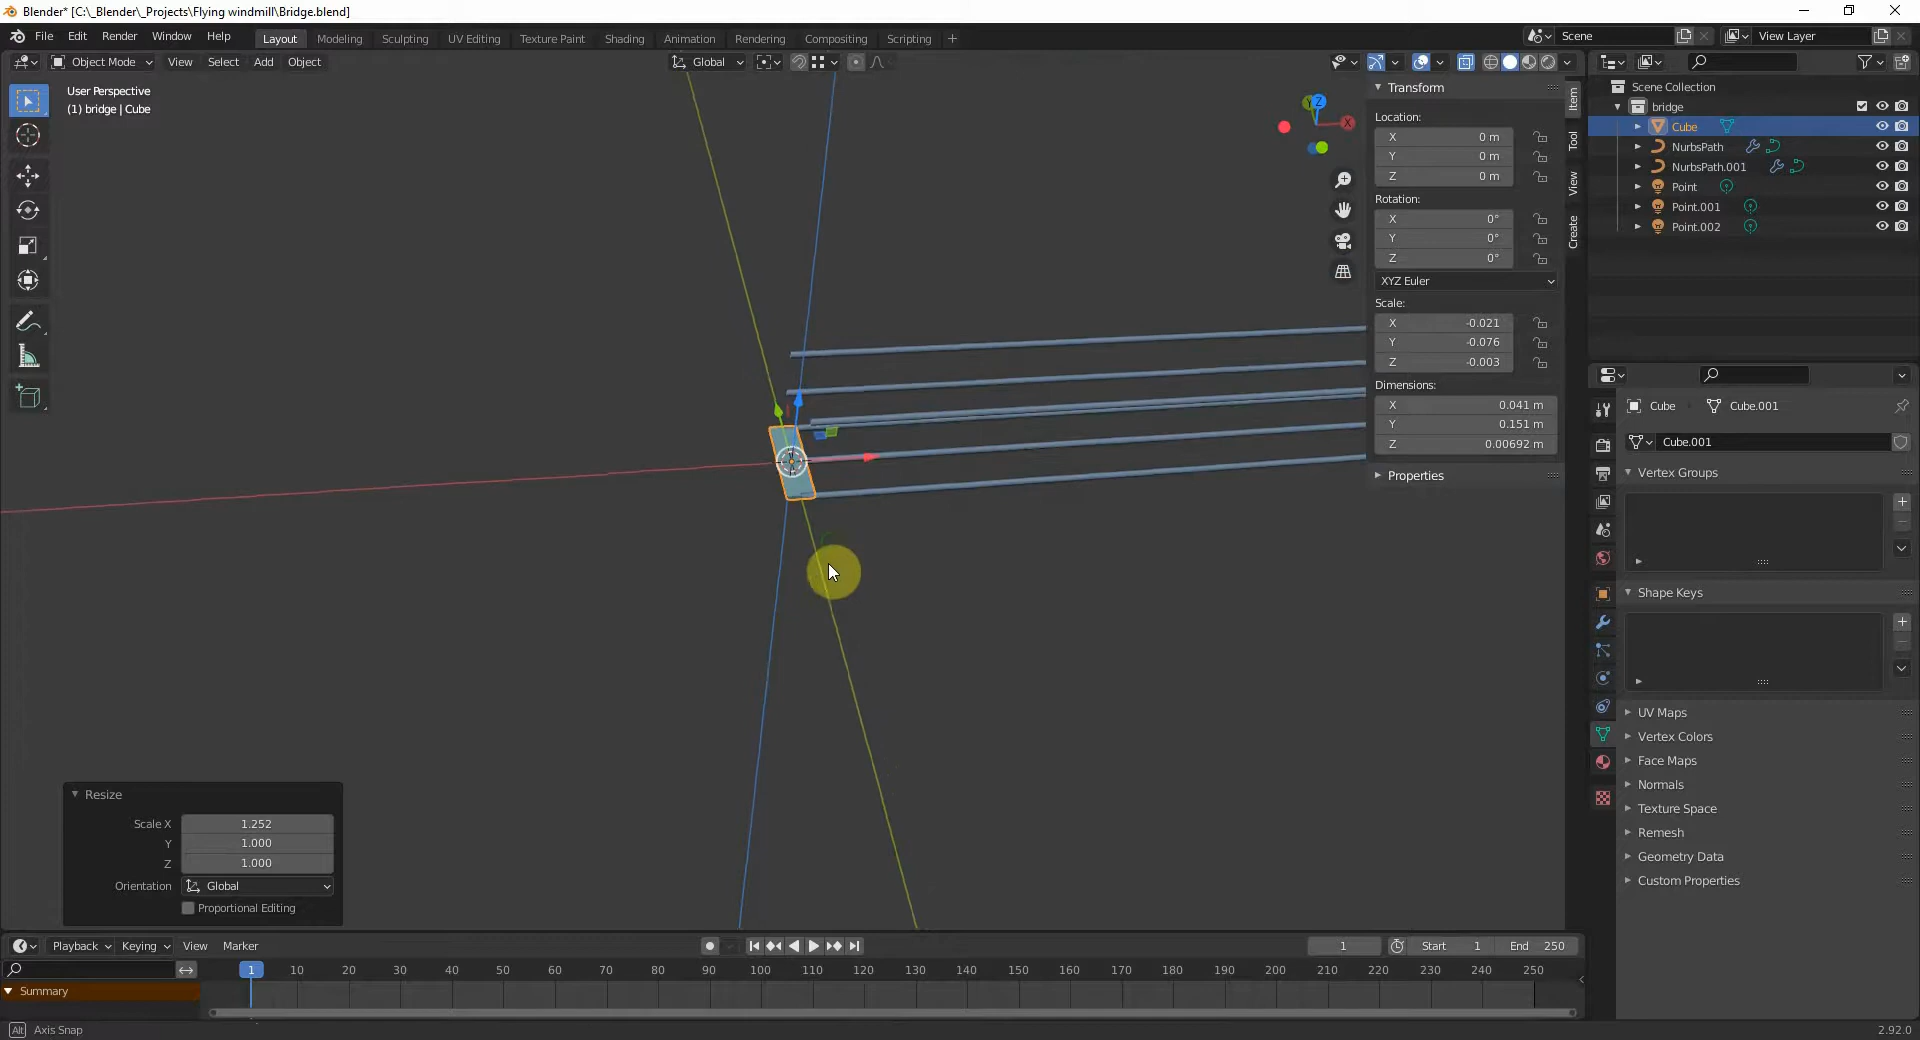 Blender* [C:\_Blender\_Projects\Flying windmill\Bridge.blend]
File Edit Render Window Help
Layout Modeling Sculpting UV Editing Texture Paint Shading Animation Rendering Compositing Scripting +
Scene
View Layer
Object Mode View Select Add Object
Global
User Perspective
(1) bridge | Cube
Y Z
X
Transform
Location:
X 0 m
Y 0 m
Z 0 m
Rotation:
X 0°
Y 0°
Z 0°
XYZ Euler
Scale:
X -0.021
Y -0.076
Z -0.003
Dimensions:
X 0.041 m
Y 0.151 m
Z 0.00692 m
Properties
Item
Tool
View
Create
Scene Collection
bridge
Cube
NurbsPath
NurbsPath.001
Point
Point.001
Point.002
Cube Cube.001
Cube.001
Vertex Groups
Shape Keys
UV Maps
Vertex Colors
Face Maps
Normals
Texture Space
Remesh
Geometry Data
Custom Properties
Resize
Scale X 1.252
Y 1.000
Z 1.000
Orientation Global
Proportional Editing
Playback Keying View Marker
1
Start 1 End 250
1 10 20 30 40 50 60 70 80 90 100 110 120 130 140 150 160 170 180 190 200 210 220 230 240 250
Summary
Alt Axis Snap
2.92.0